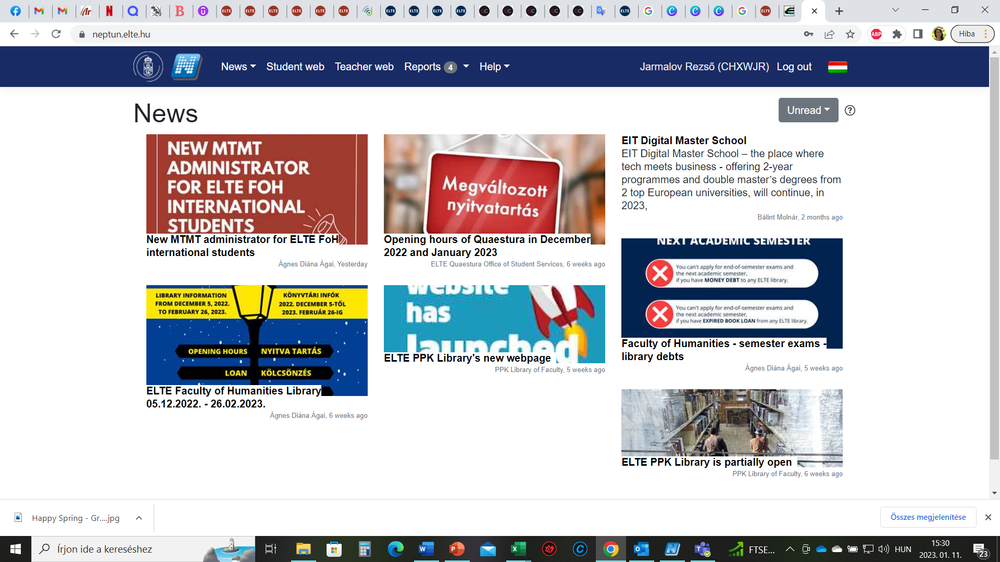 neptun.elte.hu
Hiba
News
Student web
Teacher web
Reports 4
Help
Jarmalov Rezső (CHXWJR)
Log out
News
Unread
NEW MTMT
ADMINISTRATOR
FOR ELTE FOH
INTERNATIONAL
STUDENTS
New MTMT administrator for ELTE FoH
international students
Ágnes Diána Ágai, Yesterday
LIBRARY INFORMATION
FROM DECEMBER 5, 2022.
TO FEBRUARY 26, 2023.
KÖNYVTÁRI INFÓK
2022. DECEMBER 5-TŐL
2023. FEBRUÁR 26-IG
OPENING HOURS
NYITVA TARTÁS
LOAN
KÖLCSÖNZÉS
ELTE Faculty of Humanities Library
05.12.2022. - 26.02.2023.
Ágnes Diána Ágai, 6 weeks ago
Megváltozott
nyitvatartás
Opening hours of Quaestura in December
2022 and January 2023
ELTE Quaestura Office of Student Services, 6 weeks ago
website
has
launched
ELTE PPK Library's new webpage
PPK Library of Faculty, 5 weeks ago
EIT Digital Master School
EIT Digital Master School – the place where
tech meets business - offering 2-year
programmes and double master’s degrees from
2 top European universities, will continue, in
2023,
Bálint Molnár, 2 months ago
NEXT ACADEMIC SEMESTER
You can't apply for end-of-semester exams and
the next academic semester,
if you have MONEY DEBT to any ELTE library.
You can't apply for end-of-semester exams and
the next academic semester,
if you have EXPIRED BOOK LOAN from any ELTE library.
Faculty of Humanities - semester exams -
library debts
Ágnes Diána Ágai, 5 weeks ago
ELTE PPK Library is partially open
PPK Library of Faculty, 6 weeks ago
Happy Spring - Gr....jpg
Összes megjelenítése
Írjon ide a kereséshez
FTSE...
HUN
15:30
2023. 01. 11.
23